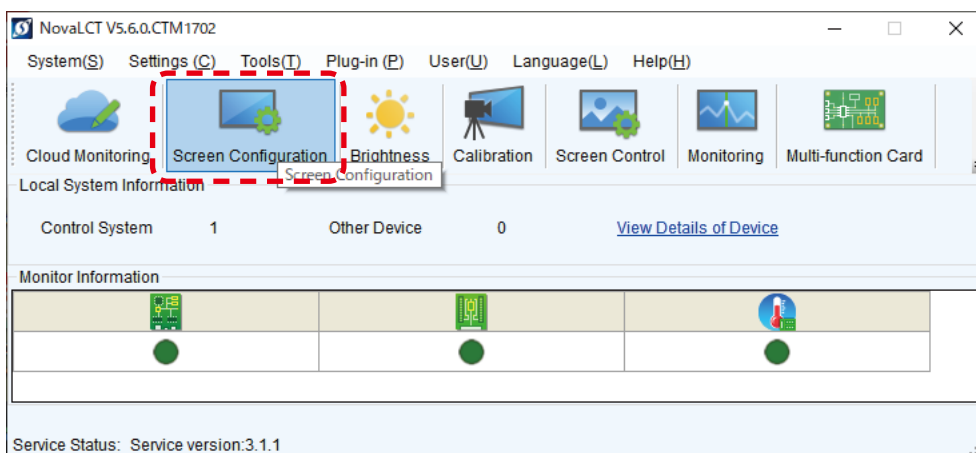 NovaLCT V5.6.0.CTM1702
System(S) Settings (C) Tools(T) Plug-in (P) User(U) Language(L) Help(H)
Cloud Monitoring Screen Configuration Brightness Calibration Screen Control Monitoring Multi-function Card
Screen Configuration
Local System Information
Control System 1 Other Device 0 View Details of Device
Monitor Information
Service Status: Service version:3.1.1